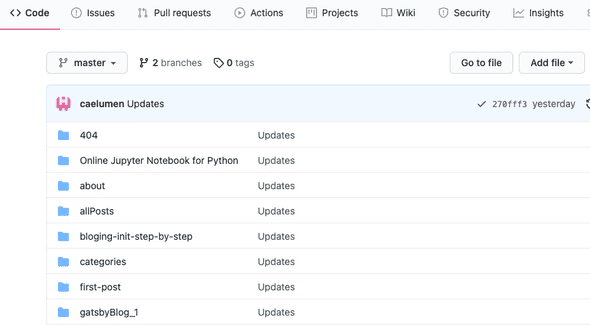 Code Issues Pull requests Actions Projects Wiki Security Insights
master 2 branches 0 tags Go to file Add file
caelumen Updates 270fff3 yesterday
404 Updates
Online Jupyter Notebook for Python Updates
about Updates
allPosts Updates
bloging-init-step-by-step Updates
categories Updates
first-post Updates
gatsbyBlog_1 Updates